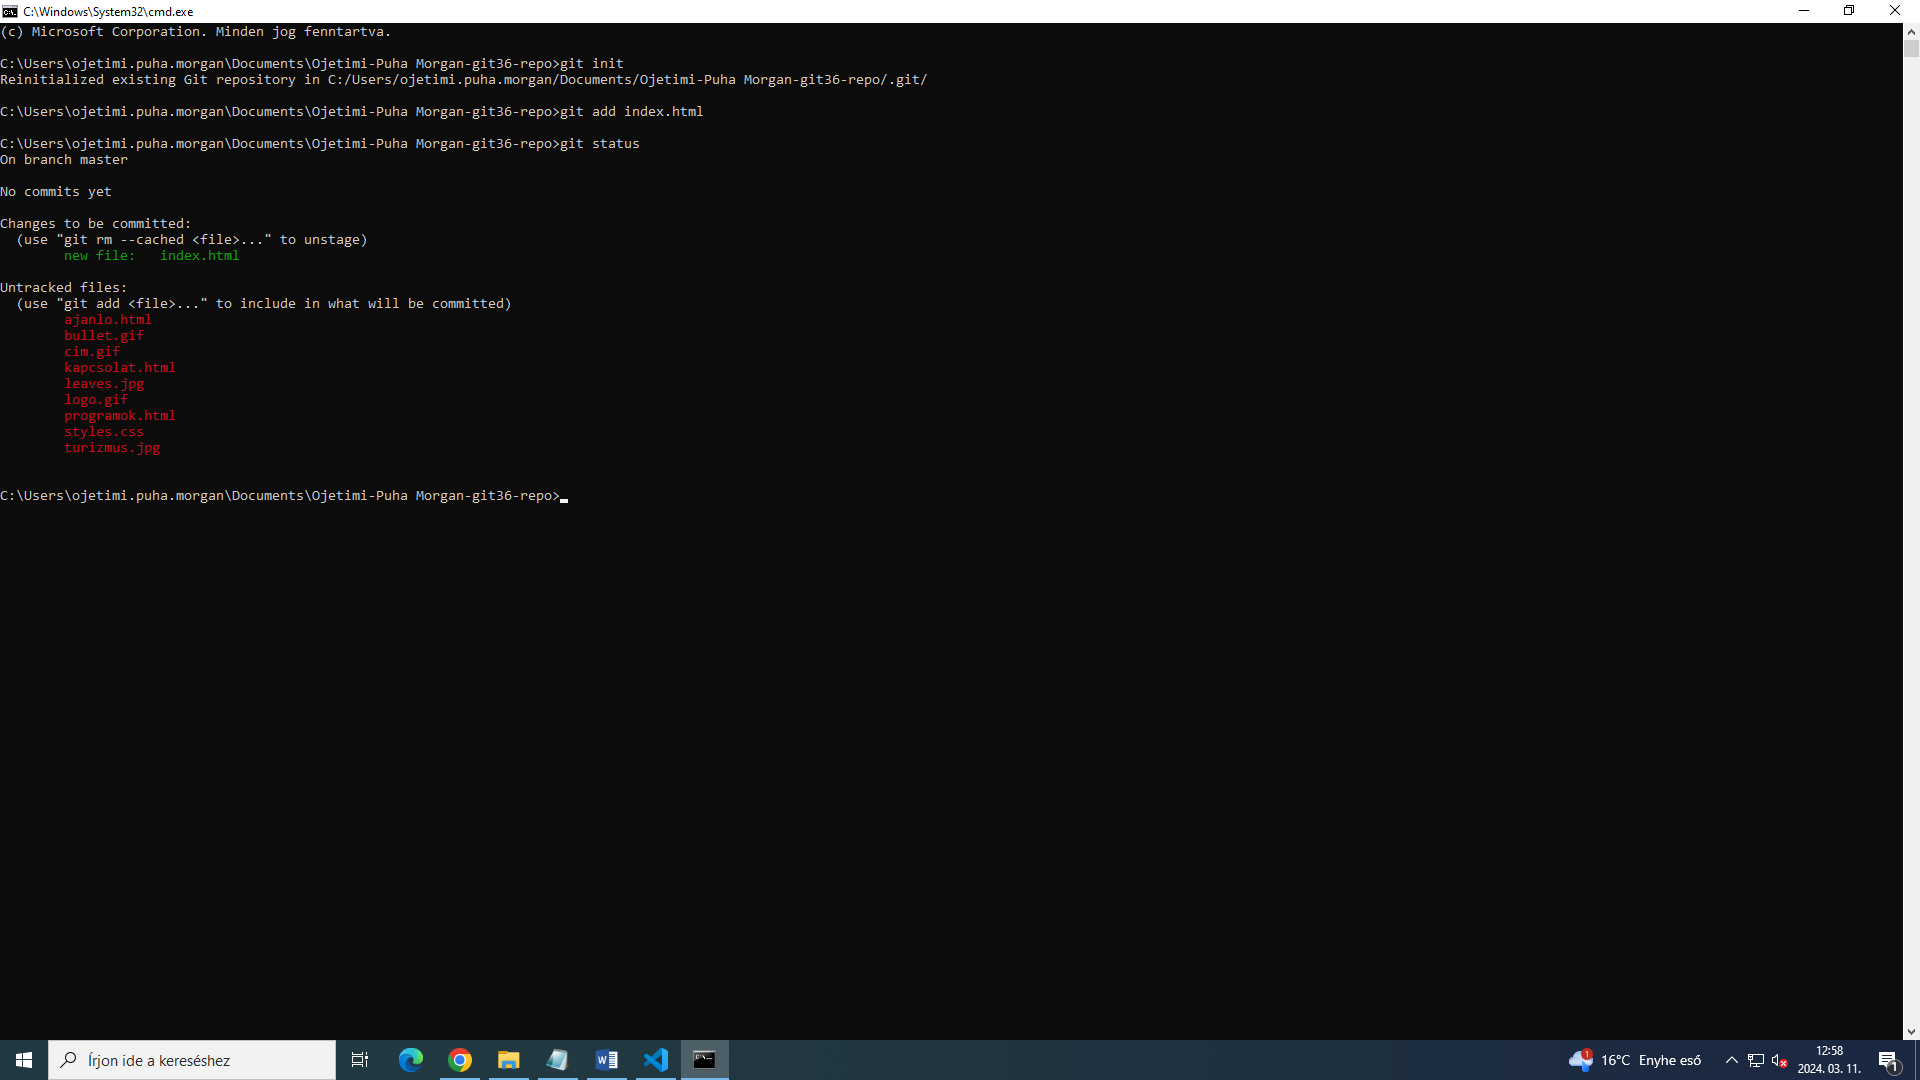 C:\Windows\System32\cmd.exe
(c) Microsoft Corporation. Minden jog fenntartva.
C:\Users\ojetimi.puha.morgan\Documents\Ojetimi-Puha Morgan-git36-repo>git init
Reinitialized existing Git repository in C:/Users/ojetimi.puha.morgan/Documents/Ojetimi-Puha Morgan-git36-repo/.git/
C:\Users\ojetimi.puha.morgan\Documents\Ojetimi-Puha Morgan-git36-repo>git add index.html
C:\Users\ojetimi.puha.morgan\Documents\Ojetimi-Puha Morgan-git36-repo>git status
On branch master
No commits yet
Changes to be committed:
  (use "git rm --cached <file>..." to unstage)
        new file:   index.html
Untracked files:
  (use "git add <file>..." to include in what will be committed)
        ajanlo.html
        bullet.gif
        cim.gif
        kapcsolat.html
        leaves.jpg
        logo.gif
        programok.html
        styles.css
        turizmus.jpg
C:\Users\ojetimi.puha.morgan\Documents\Ojetimi-Puha Morgan-git36-repo>
Írjon ide a kereséshez
1
16°C Enyhe eső
12:58
2024. 03. 11.
1